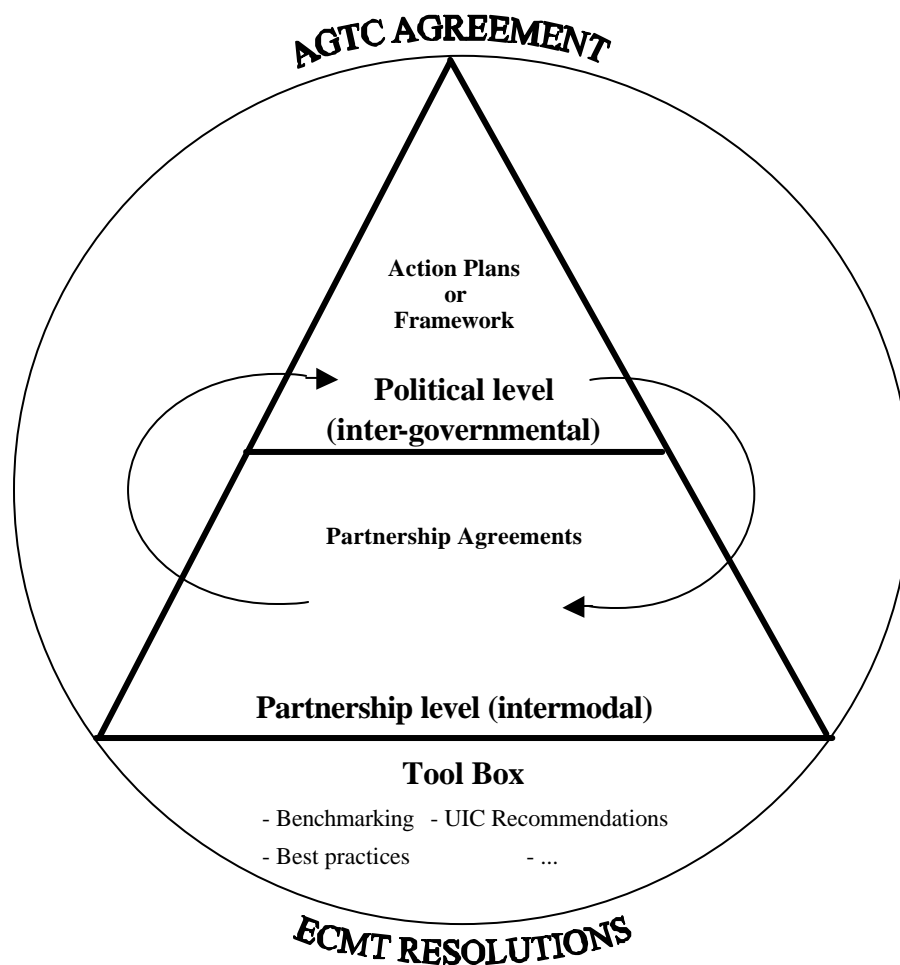 AGTC AGREEMENT
Action Plans
or
Framework
Political level
(inter-governmental)
Partnership Agreements
Partnership level (intermodal)
Tool Box
- Benchmarking - UIC Recommendations
- Best practices - ...
ECMT RESOLUTIONS